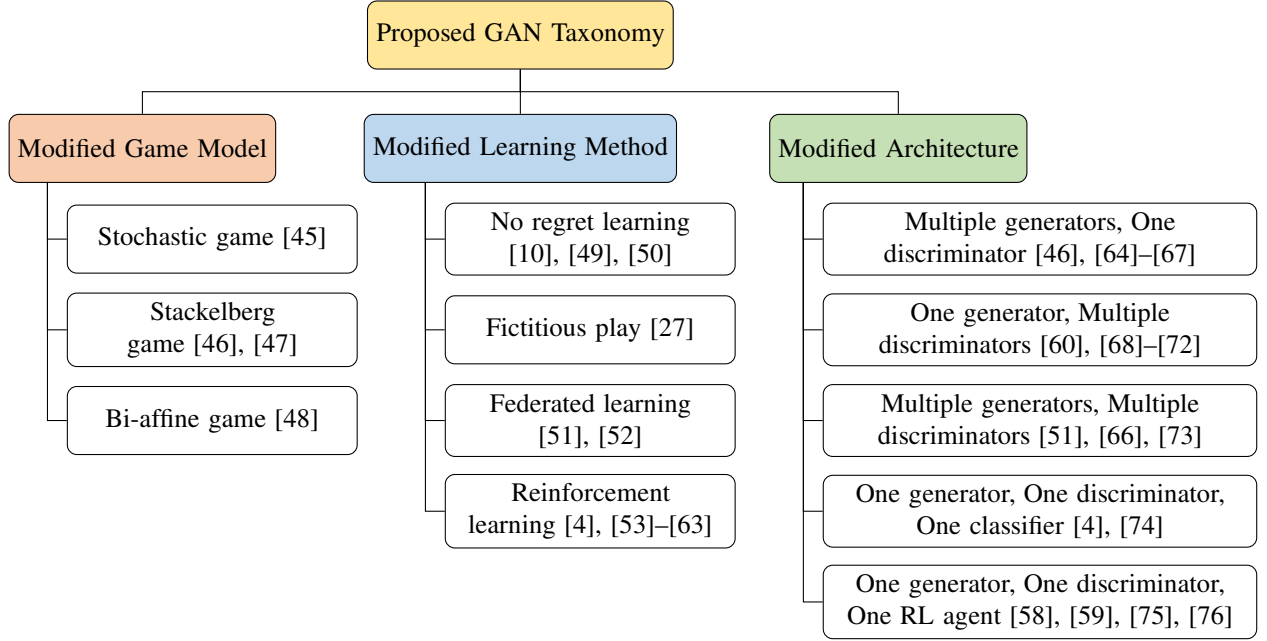 Proposed GAN Taxonomy
Modified Game Model
Stochastic game [45]
Stackelberg
game [46], [47]
Bi-affine game [48]
Modified Learning Method
No regret learning
[10], [49], [50]
Fictitious play [27]
Federated learning
[51], [52]
Reinforcement
learning [4], [53]–[63]
Modified Architecture
Multiple generators, One
discriminator [46], [64]–[67]
One generator, Multiple
discriminators [60], [68]–[72]
Multiple generators, Multiple
discriminators [51], [66], [73]
One generator, One discriminator,
One classifier [4], [74]
One generator, One discriminator,
One RL agent [58], [59], [75], [76]